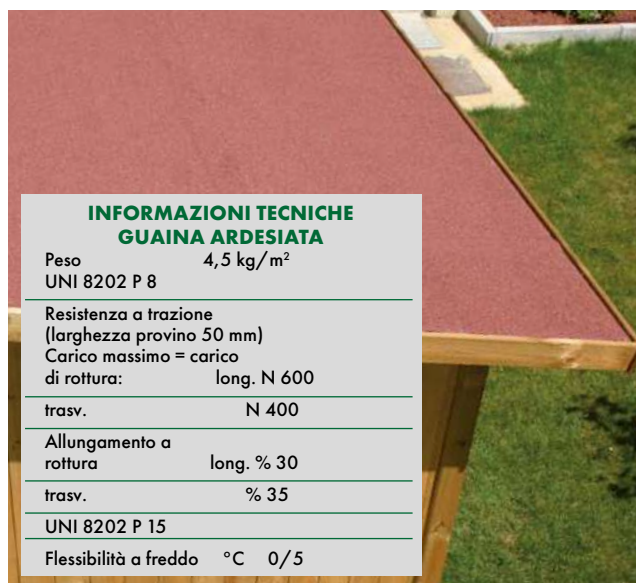 INFORMAZIONI TECNICHE
GUAINA ARDESIATA
Peso 4,5 kg/m²
UNI 8202 P 8
Resistenza a trazione
(larghezza provino 50 mm)
Carico massimo = carico
di rottura: long. N 600
trasv. N 400
Allungamento a
rottura long. % 30
trasv. % 35
UNI 8202 P 15
Flessibilità a freddo °C 0/5